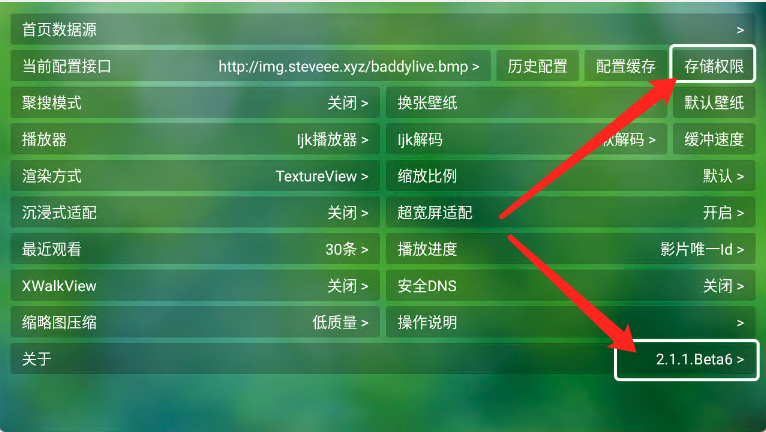 首页数据源 >
当前配置接口 http://img.steveee.xyz/baddylive.bmp > 历史配置 配置缓存 存储权限
聚搜模式 关闭 > 换张壁纸 默认壁纸
播放器 Ijk播放器 > Ijk解码 软解码 > 缓冲速度
渲染方式 TextureView > 缩放比例 默认 >
沉浸式适配 关闭 > 超宽屏适配 开启 >
最近观看 30条 > 播放进度 影片唯一Id >
XWalkView 关闭 > 安全DNS 关闭 >
缩略图压缩 低质量 > 操作说明 >
关于 2.1.1.Beta6 >